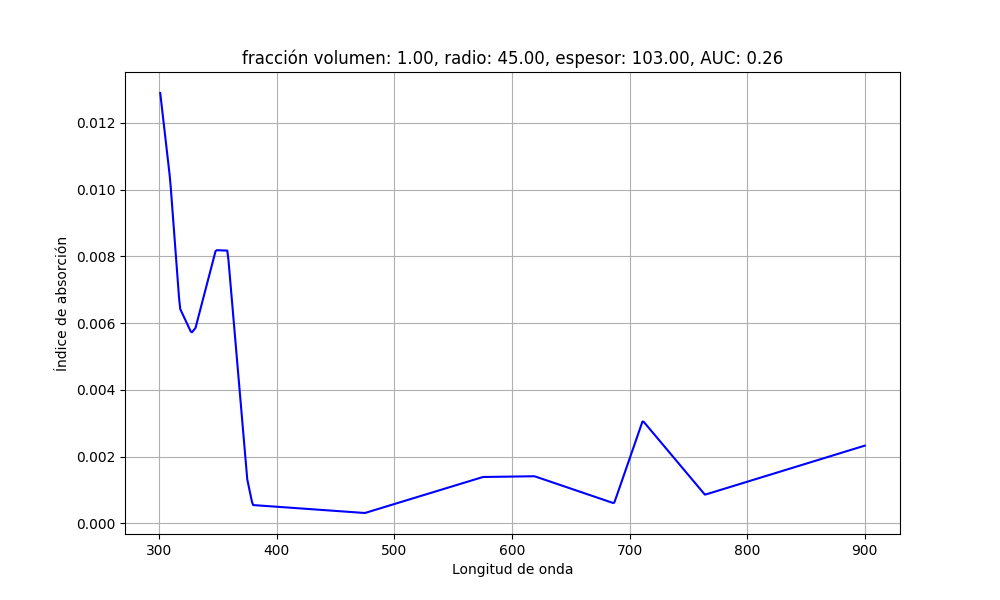 fracción volumen: 1.00, radio: 45.00, espesor: 103.00, AUC: 0.26
Índice de absorción
0.012
0.010
0.008
0.006
0.004
0.002
0.000
300 400 500 600 700 800 900
Longitud de onda